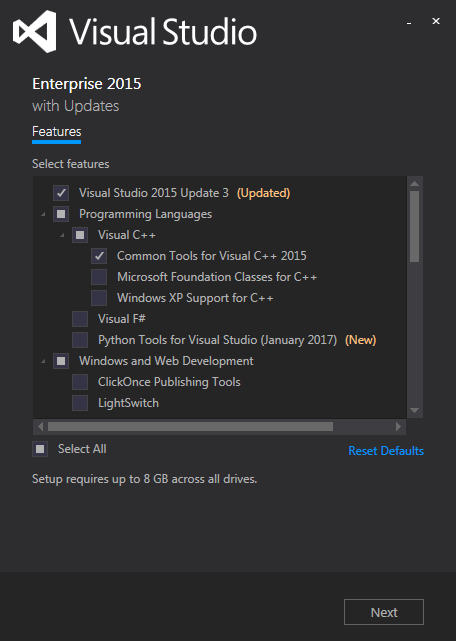 Visual Studio
Enterprise 2015
with Updates
Features
Select features
Visual Studio 2015 Update 3 (Updated)
Programming Languages
Visual C++
Common Tools for Visual C++ 2015
Microsoft Foundation Classes for C++
Windows XP Support for C++
Visual F#
Python Tools for Visual Studio (January 2017) (New)
Windows and Web Development
ClickOnce Publishing Tools
LightSwitch
Select All Reset Defaults
Setup requires up to 8 GB across all drives.
Next